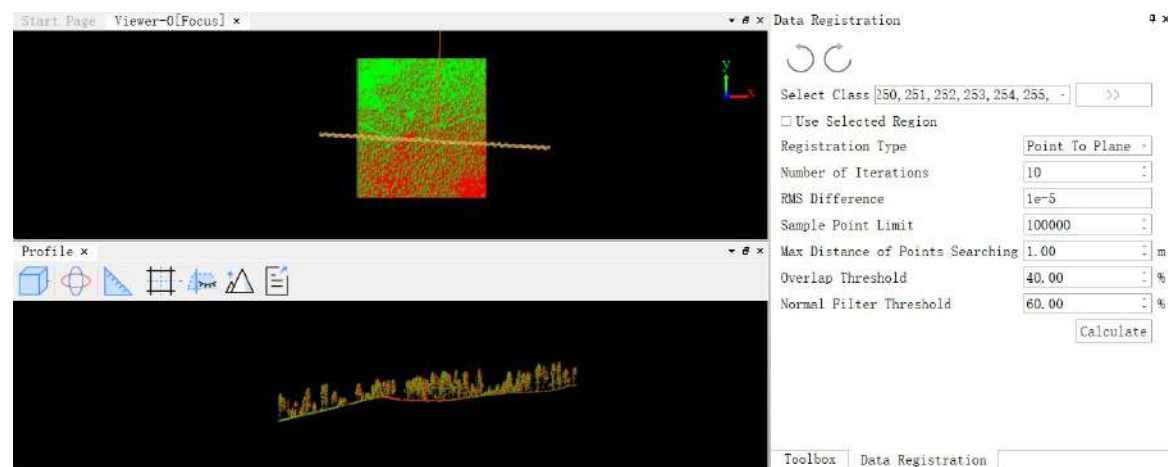 Start Page Viewer-0[Focus] ×
y
x
Profile ×
Data Registration
Select Class 250, 251, 252, 253, 254, 255, >>
Use Selected Region
Registration Type Point To Plane
Number of Iterations 10
RMS Difference 1e-5
Sample Point Limit 100000
Max Distance of Points Searching 1.00 m
Overlap Threshold 40.00 %
Normal Filter Threshold 60.00 %
Calculate
Toolbox Data Registration